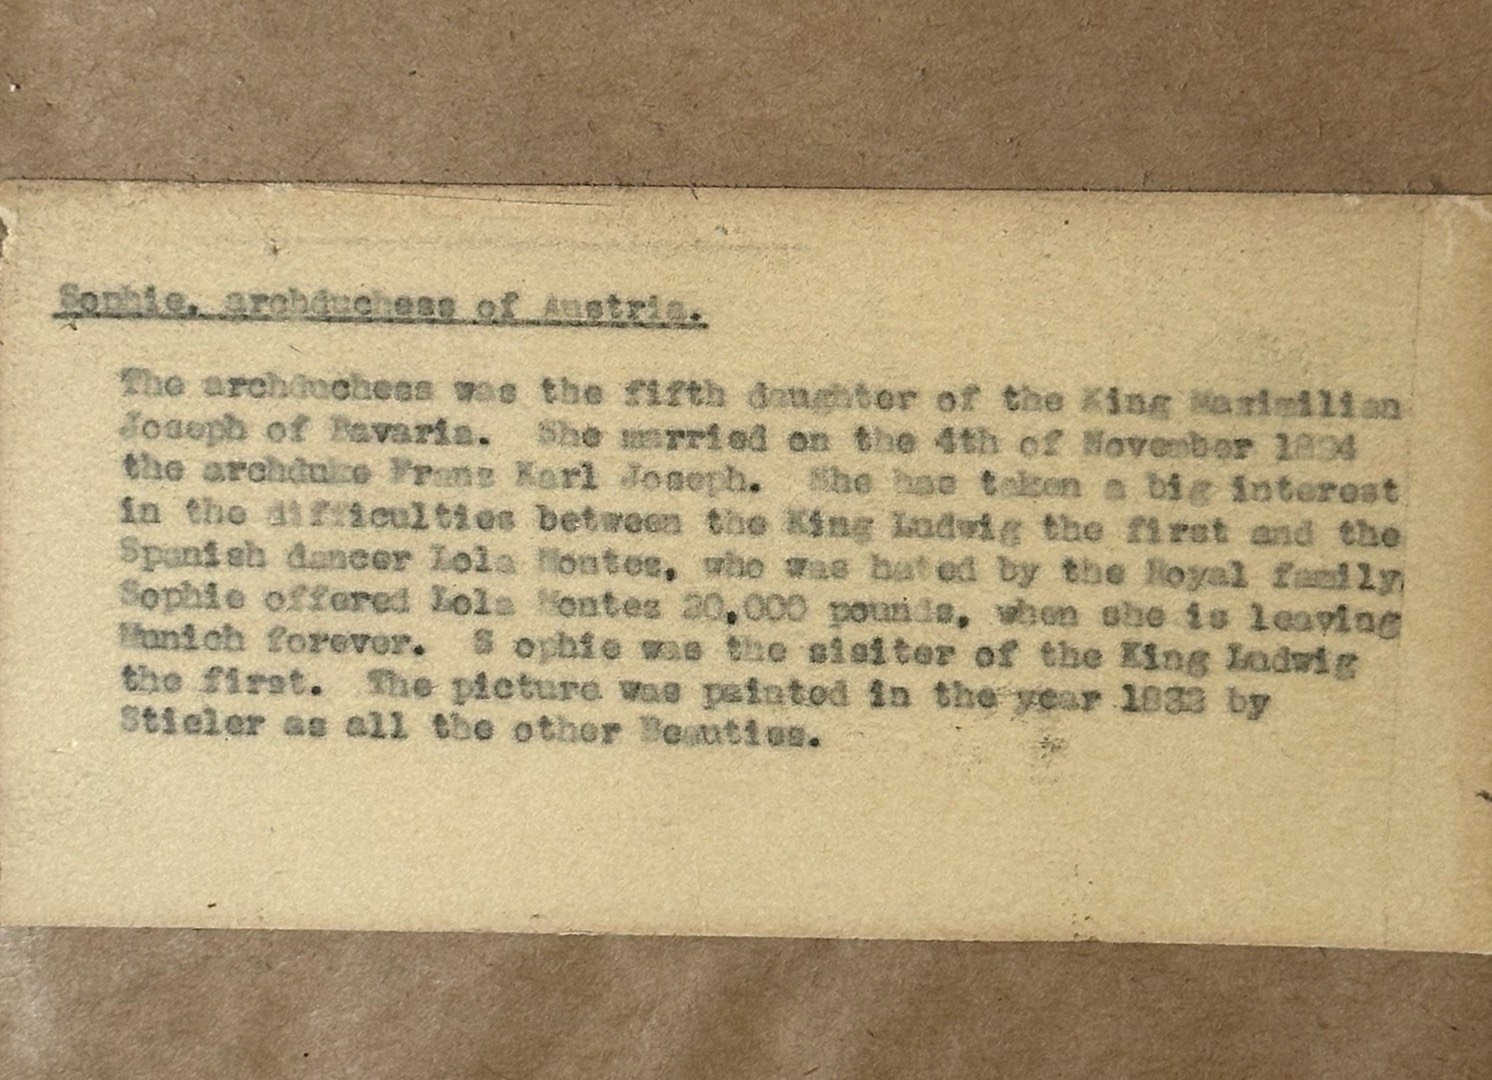 Sophie, archduchess of Austria.
The archduchess was the fifth daughter of the King Maximilian
Joseph of Bavaria. She married on the 4th of November 1824
the archduke Franz Karl Joseph. She has taken a big interest
in the difficulties between the King Ludwig the first and the
Spanish dancer Lola Montez, who was hated by the Royal family,
Sophie offered Lola Montez 20,000 pounds, when she is leaving
Munich forever. S ophie was the sisiter of the King Ludwig
the first. The picture was painted in the year 1832 by
Stieler as all the other Beauties.